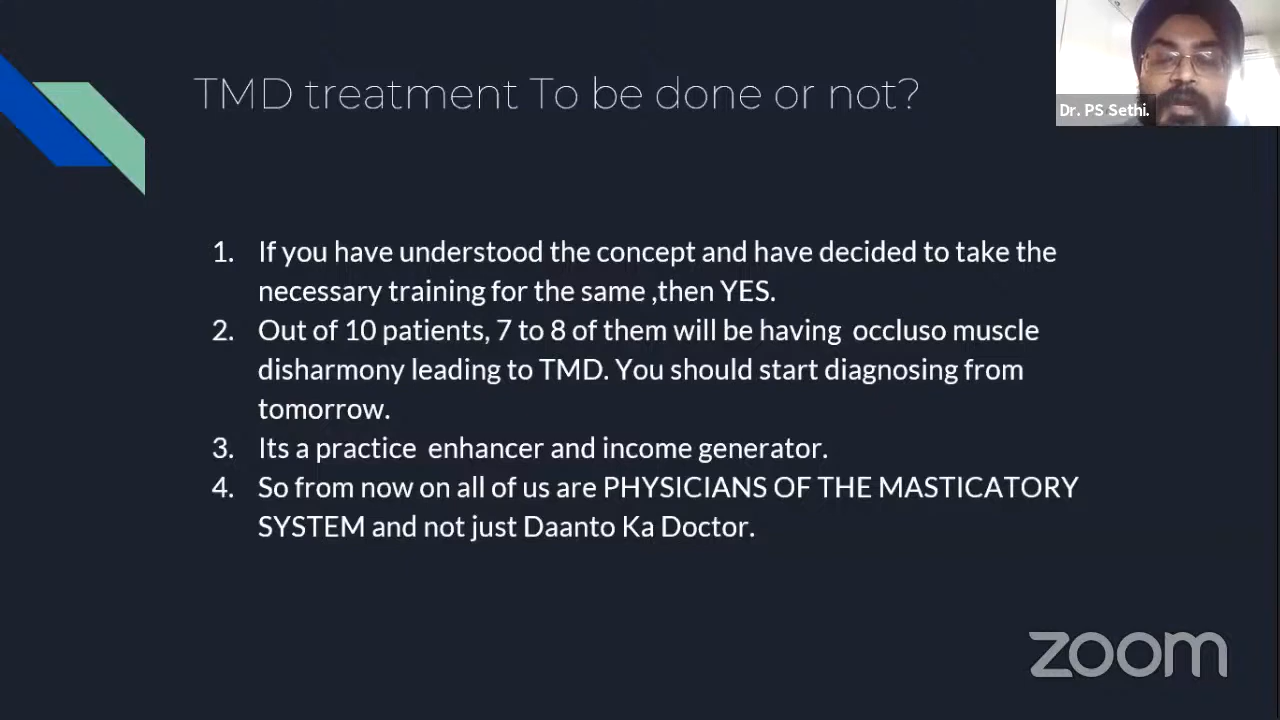 TMD treatment To be done or not?
Dr. PS Sethi.
1. If you have understood the concept and have decided to take the
necessary training for the same ,then YES.
2. Out of 10 patients, 7 to 8 of them will be having occluso muscle
disharmony leading to TMD. You should start diagnosing from
tomorrow.
3. Its a practice enhancer and income generator.
4. So from now on all of us are PHYSICIANS OF THE MASTICATORY
SYSTEM and not just Daanto Ka Doctor.
zoom